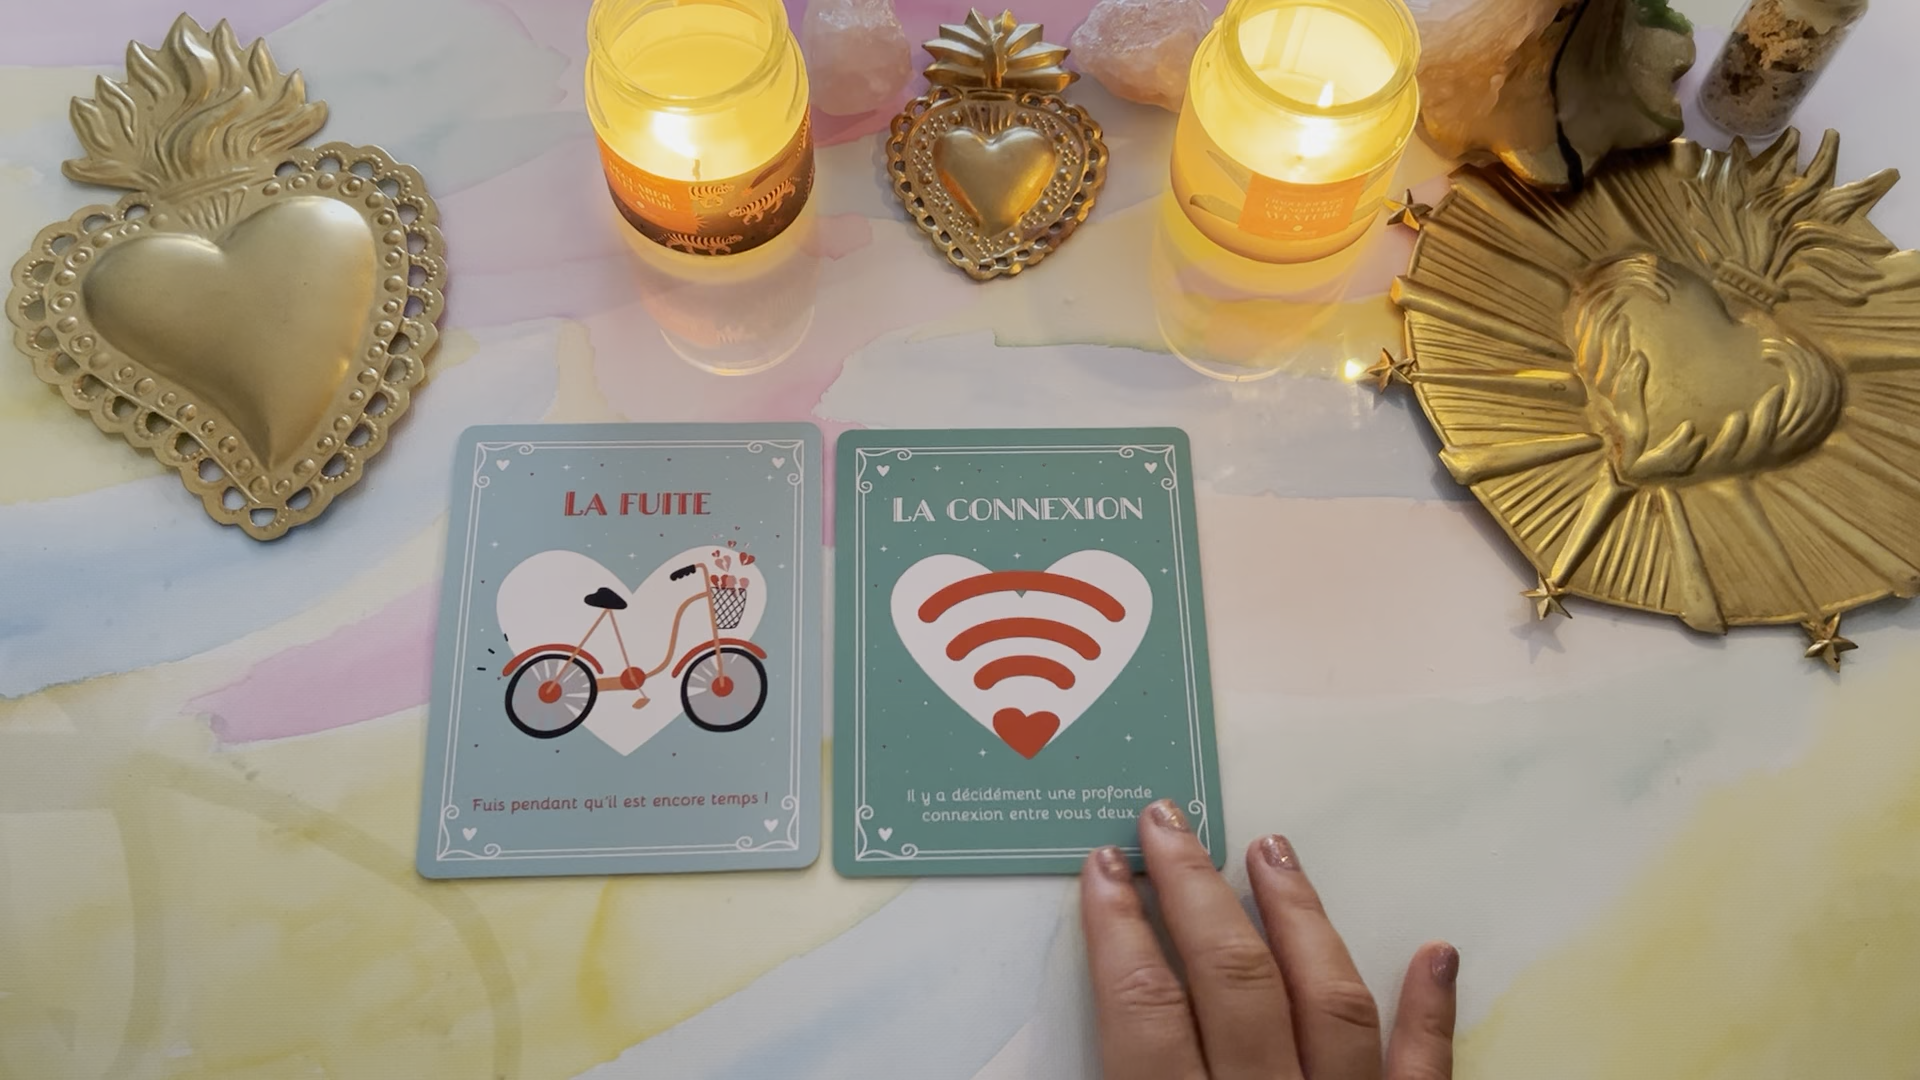 LA FUITE
Fuis pendant qu'il est encore temps !
LA CONNEXION
Il y a décidément une profonde
connexion entre vous deux...